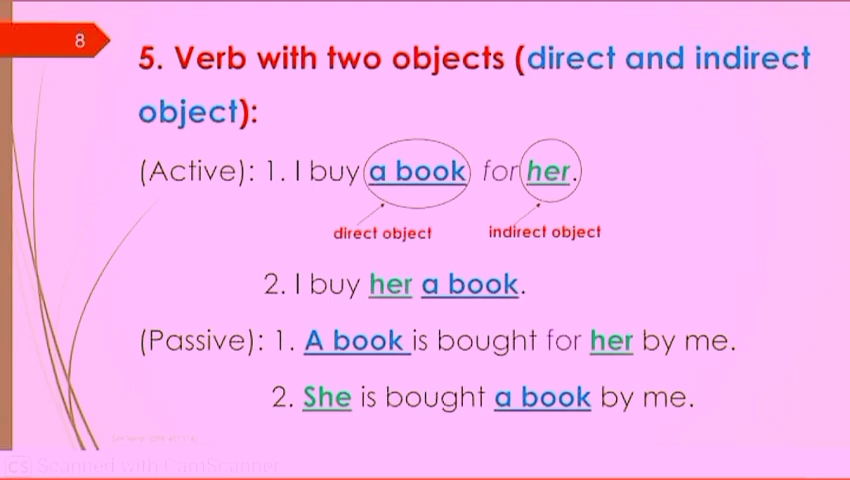 8
5. Verb with two objects (direct and indirect
object):
(Active): 1. I buy a book for her.
direct object indirect object
2. I buy her a book.
(Passive): 1. A book is bought for her by me.
2. She is bought a book by me.
CS Scanned with CamScanner